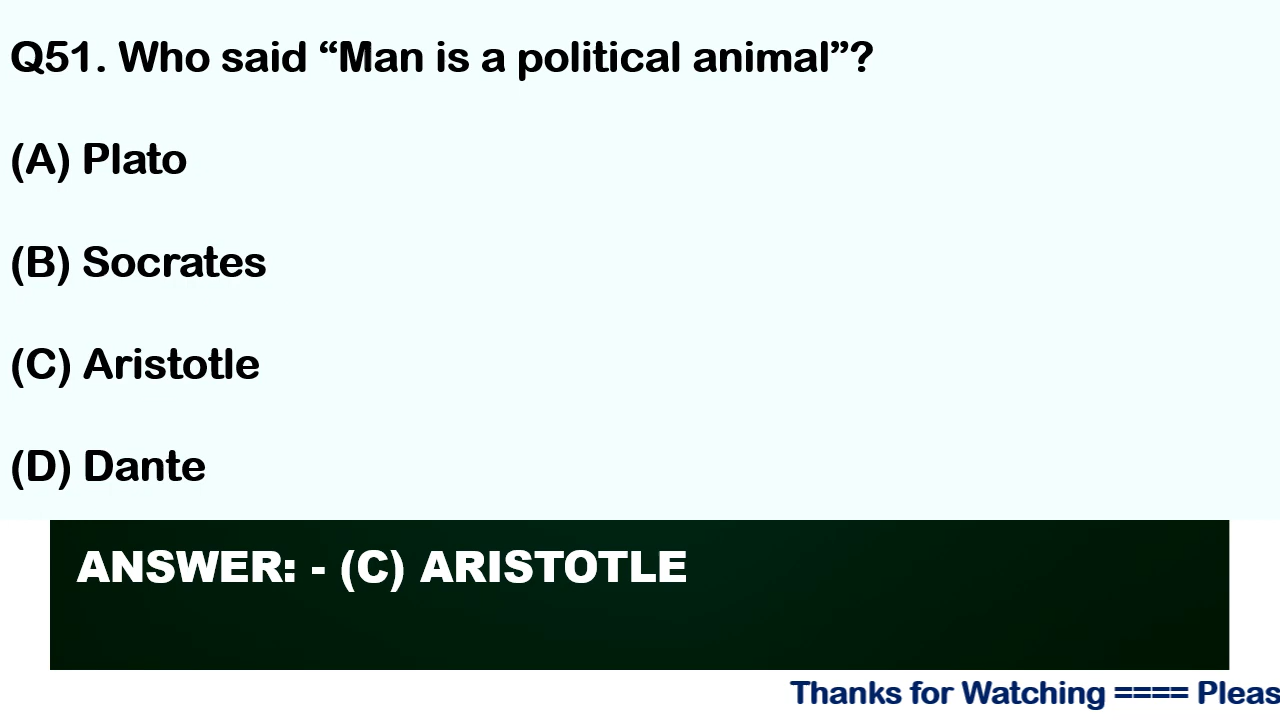 Q51. Who said “Man is a political animal”?
(A) Plato
(B) Socrates
(C) Aristotle
(D) Dante
ANSWER: - (C) ARISTOTLE
Thanks for Watching ==== Pleas